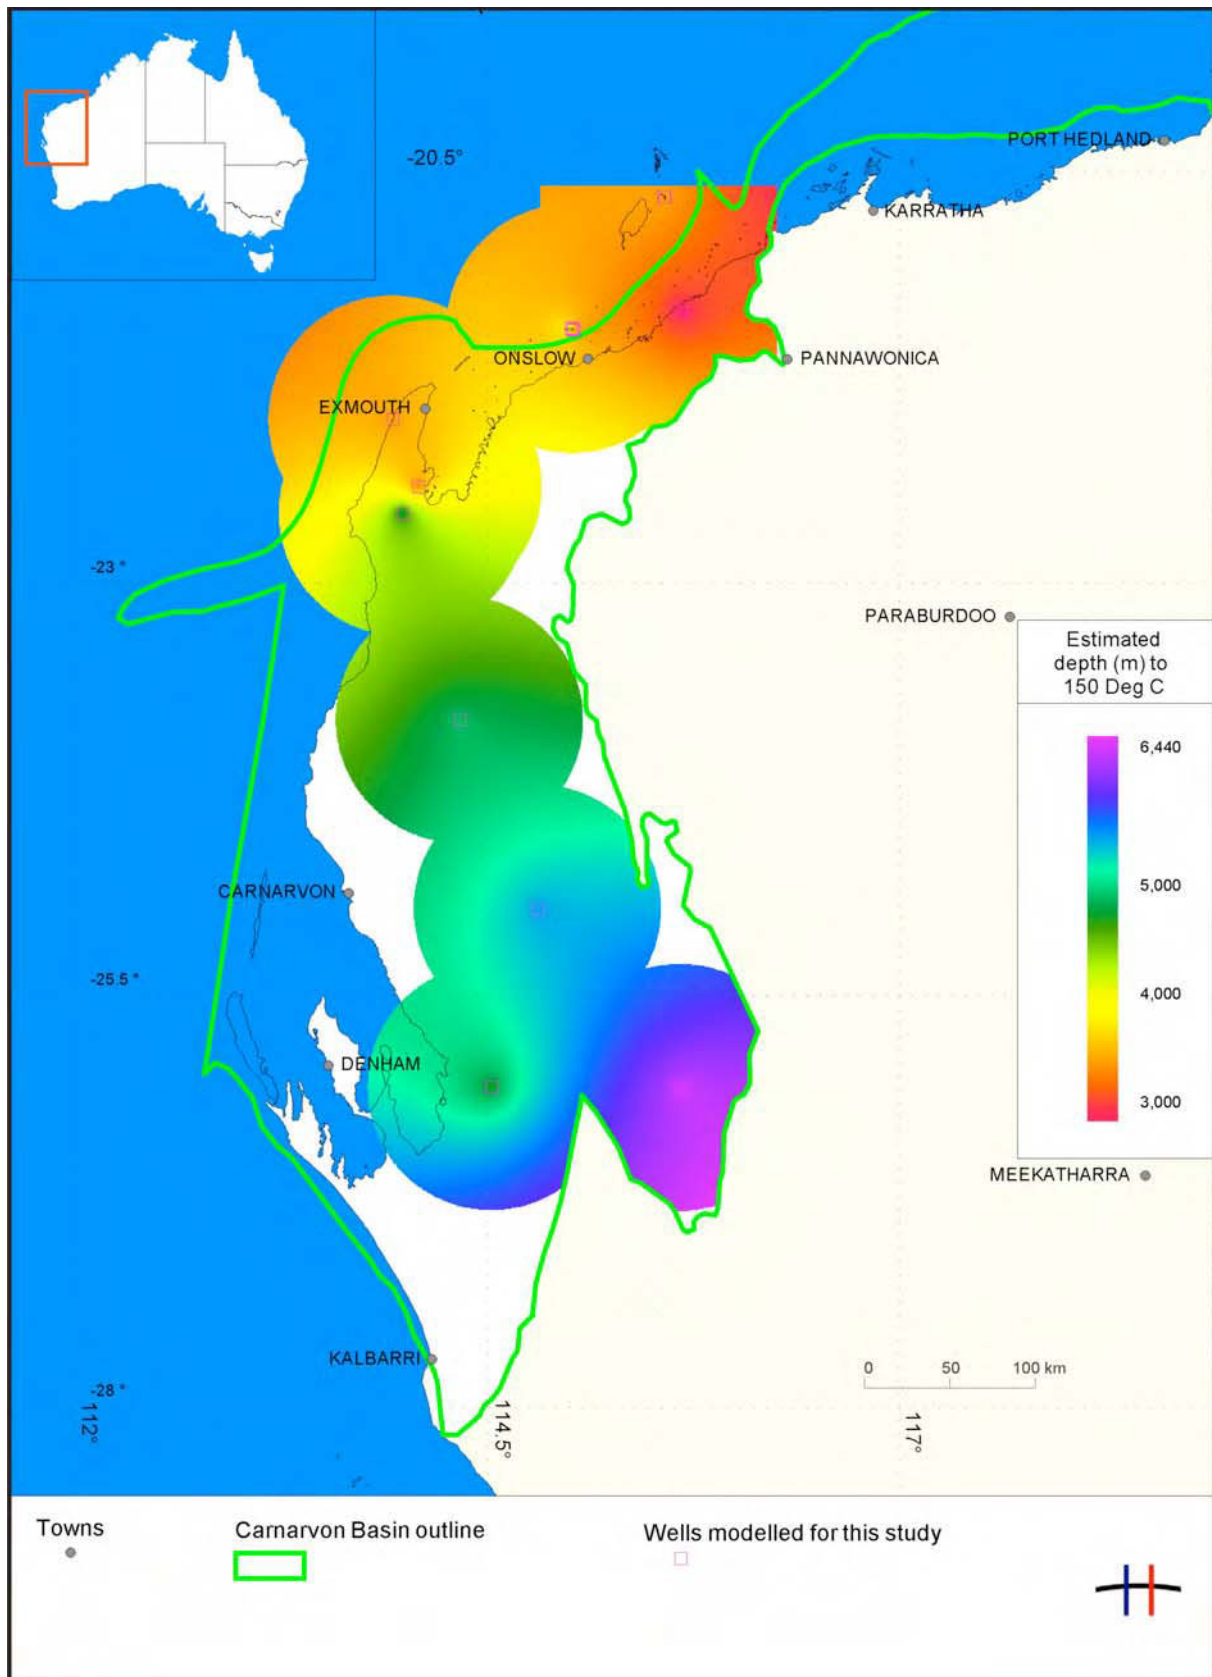 -20.5°
PORT HEDLAND
KARRATHA
ONSLOW
PANNAWONICA
EXMOUTH
-23 °
PARABURDOO
Estimated
depth (m) to
150 Deg C
6,440
5,000
4,000
3,000
CARNARVON
-25.5 °
DENHAM
MEEKATHARRA
KALBARRI
0 50 100 km
-28 °
112°
114.5°
117°
Towns
Carnarvon Basin outline
Wells modelled for this study